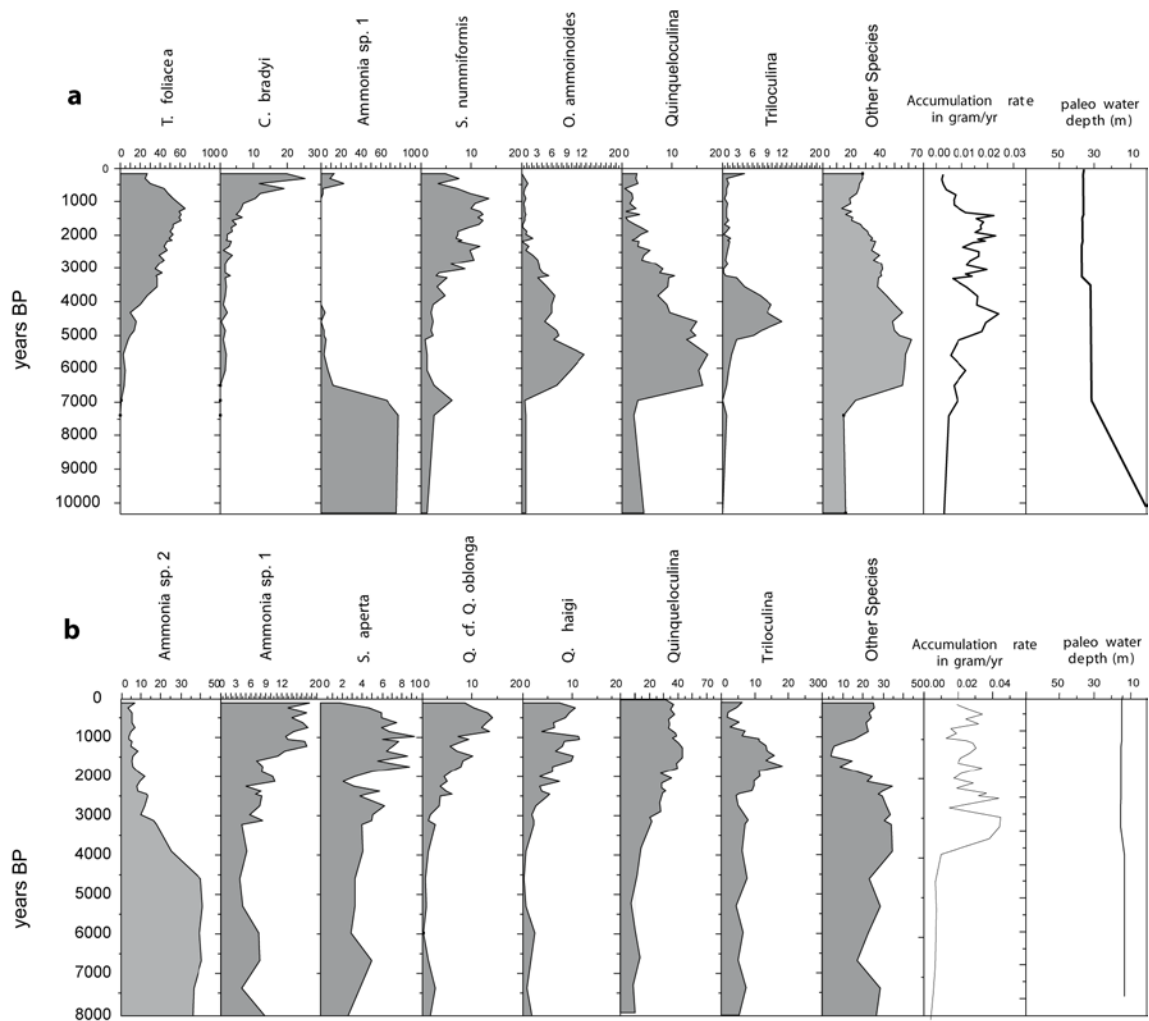 a
T. foliacea
C. bradyi
Ammonia sp. 1
S. nummiformis
O. ammoinoides
Quinqueloculina
Triloculina
Other Species
Accumulation rate
in gram/yr
paleo water
depth (m)
0 20 40 60 100
0 10 20 30
0 20 60 100
0 10 20
0 3 6 9 12 20
0 10 20
0 3 6 9 12 20
0 20 40 70
0.00 0.01 0.02 0.03
50 30 10
years BP
0
1000
2000
3000
4000
5000
6000
7000
8000
9000
10000
b
Ammonia sp. 2
Ammonia sp. 1
S. aperta
Q. cf. Q. oblonga
Q. haigi
Quinqueloculina
Triloculina
Other Species
Accumulation rate
in gram/yr
paleo water
depth (m)
0 10 20 30 50
0 3 6 9 12 20
0 2 4 6 8 10
0 10 20
0 10 20
0 20 40 70
0 10 20 30
0 10 20 30 50
0.00 0.02 0.04
50 30 10
years BP
0
1000
2000
3000
4000
5000
6000
7000
8000